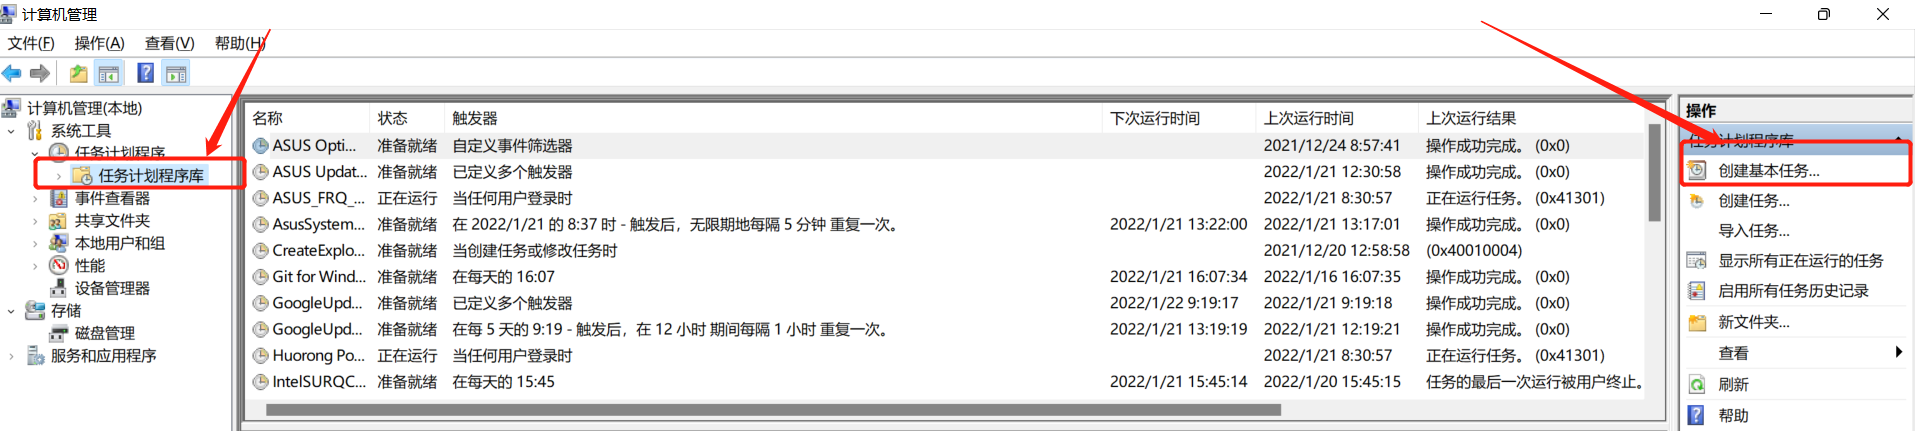 计算机管理
文件(F) 操作(A) 查看(V) 帮助(H)
计算机管理(本地)
系统工具
任务计划程序
任务计划程序库
事件查看器
共享文件夹
本地用户和组
性能
设备管理器
存储
磁盘管理
服务和应用程序
名称 状态 触发器 下次运行时间 上次运行时间 上次运行结果
ASUS Opti... 准备就绪 自定义事件筛选器 2021/12/24 8:57:41 操作成功完成。 (0x0)
ASUS Updat... 准备就绪 已定义多个触发器 2022/1/21 12:30:58 操作成功完成。 (0x0)
ASUS_FRQ_... 正在运行 当任何用户登录时 2022/1/21 8:30:57 正在运行任务。 (0x41301)
AsusSystem... 准备就绪 在 2022/1/21 的 8:37 时 - 触发后，无限期地每隔 5 分钟 重复一次。 2022/1/21 13:22:00 2022/1/21 13:17:01 操作成功完成。 (0x0)
CreateExplo... 准备就绪 当创建任务或修改任务时 2021/12/20 12:58:58 (0x40010004)
Git for Wind... 准备就绪 在每天的 16:07 2022/1/21 16:07:34 2022/1/16 16:07:35 操作成功完成。 (0x0)
GoogleUpd... 准备就绪 已定义多个触发器 2022/1/22 9:19:17 2022/1/21 9:19:18 操作成功完成。 (0x0)
GoogleUpd... 准备就绪 在每 5 天的 9:19 - 触发后，在 12 小时 期间每隔 1 小时 重复一次。 2022/1/21 13:19:19 2022/1/21 12:19:21 操作成功完成。 (0x0)
Huorong Po... 正在运行 当任何用户登录时 2022/1/21 8:30:57 正在运行任务。 (0x41301)
IntelSURQC... 准备就绪 在每天的 15:45 2022/1/21 15:45:14 2022/1/20 15:45:15 任务的最后一次运行被用户终止。
操作
任务计划程序库
创建基本任务...
创建任务...
导入任务...
显示所有正在运行的任务
启用所有任务历史记录
新文件夹...
查看
刷新
帮助